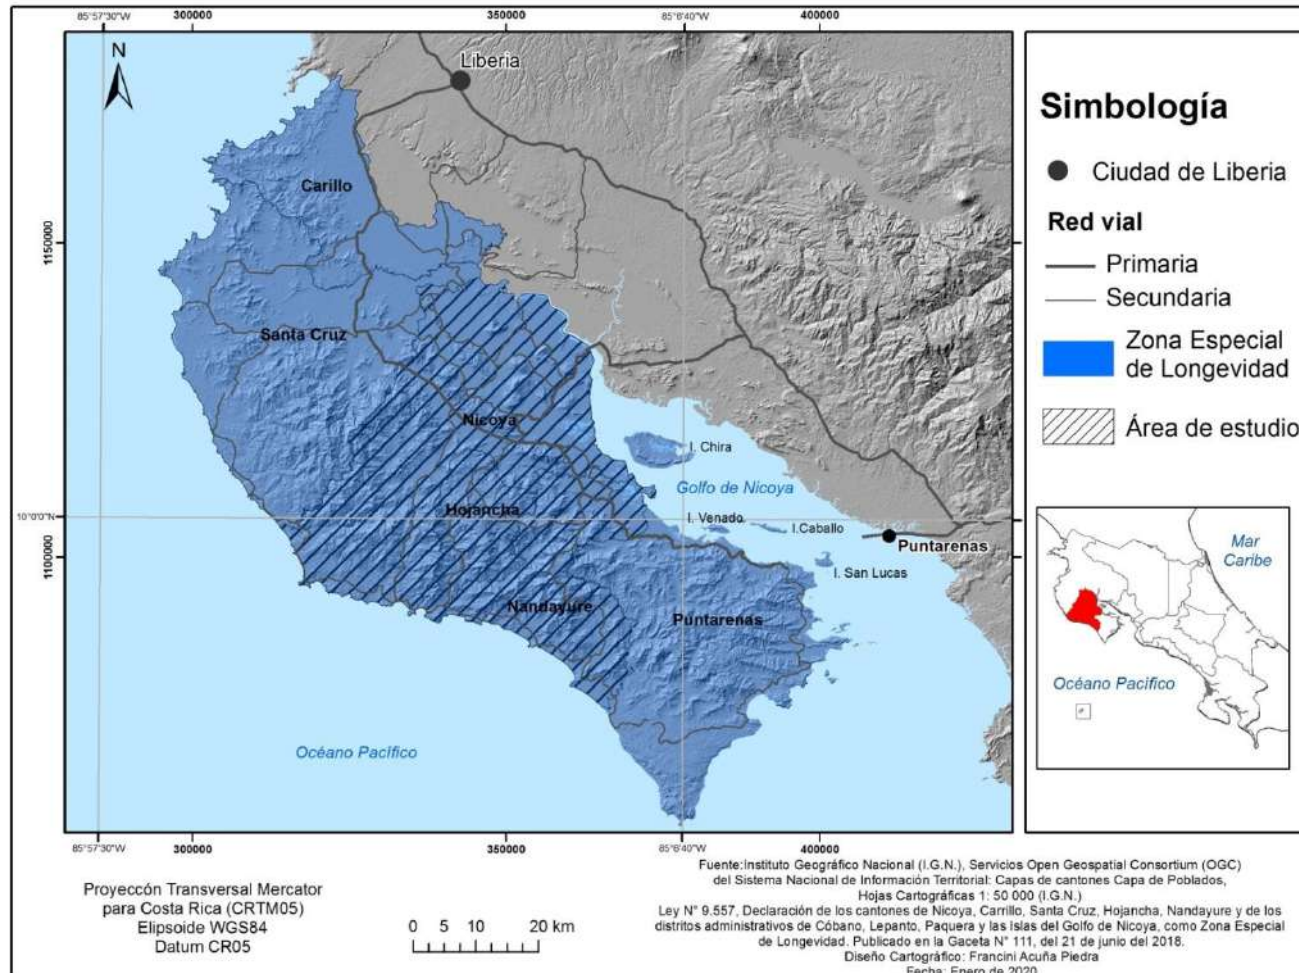 85°57'30"W
300000
350000
85°6'40"W
400000
N
Liberia
Carillo
1150000
Santa Cruz
Nicoya
I. Chira
Golfo de Nicoya
10°0'0"N
Hojancha
I. Venado
I.Caballo
Puntarenas
1100000
I. San Lucas
Nandayure
Puntarenas
Océano Pacífico
85°57'30"W
300000
350000
85°6'40"W
400000
Simbología
Ciudad de Liberia
Red vial
Primaria
Secundaria
Zona Especial
de Longevidad
Área de estudio
Mar
Caribe
Océano Pacifico
Proyeccón Transversal Mercator
para Costa Rica (CRTM05)
Elipsoide WGS84
Datum CR05
0 5 10 20 km
Fuente:Instituto Geográfico Nacional (I.G.N.), Servicios Open Geospatial Consortium (OGC)
del Sistema Nacional de Información Territorial: Capas de cantones Capa de Poblados,
Hojas Cartográficas 1: 50 000 (I.G.N.)
Ley N° 9.557, Declaración de los cantones de Nicoya, Carrillo, Santa Cruz, Hojancha, Nandayure y de los
distritos administrativos de Cóbano, Lepanto, Paquera y las islas del Golfo de Nicoya, como Zona Especial
de Longevidad. Publicado en la Gaceta N° 111, del 21 de junio del 2018.
Diseño Cartográfico: Francini Acuña Piedra
Fecha: Enero de 2020